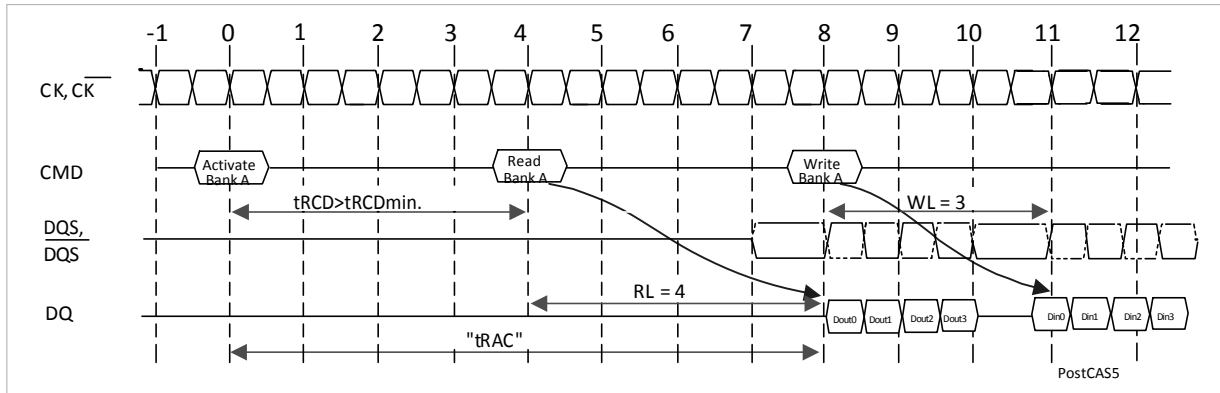 -1 0 1 2 3 4 5 6 7 8 9 10 11 12
CK, CK
CMD
Activate
Bank A
Read
Bank A
Write
Bank A
tRCD>tRCDmin.
WL = 3
DQS,
DQS
RL = 4
DQ
Dout0 Dout1 Dout2 Dout3 Din0 Din1 Din2 Din3
"tRAC"
PostCAS5